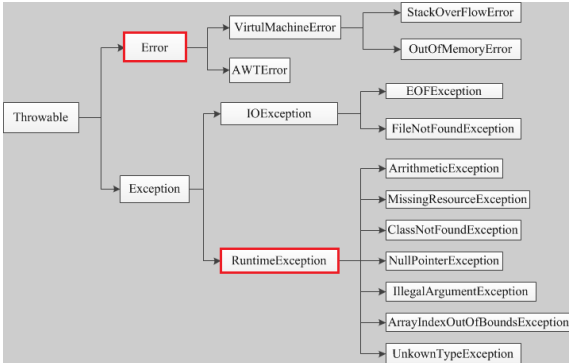 StackOverFlowError
VirtulMachineError
Error
OutOfMemoryError
AWTError
EOFException
Throwable
IOException
FileNotFoundException
ArrithmeticException
Exception
MissingResourceException
ClassNotFoundException
RuntimeException
NullPointerException
IllegalArgumentException
ArrayIndexOutOfBoundsException
UnkownTypeException